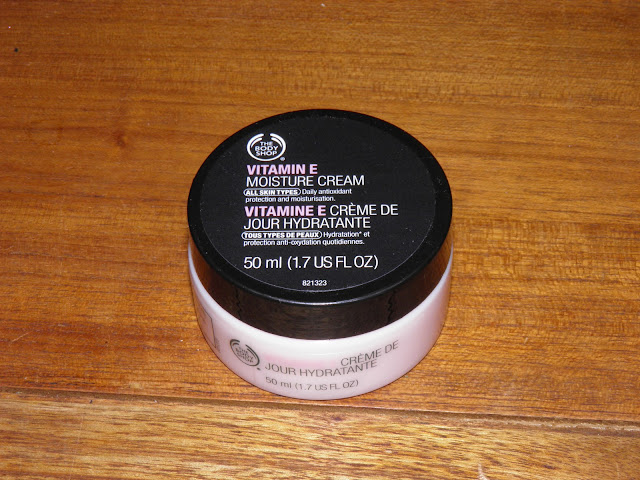 THE
BODY
SHOP®
VITAMIN E
MOISTURE CREAM
ALL SKIN TYPES Daily antioxidant
protection and moisturisation.
VITAMINE E CRÈME DE
JOUR HYDRATANTE
TOUS TYPES DE PEAUX Hydratation* et
protection anti-oxydation quotidiennes.
50 ml (1.7 US FL OZ)
821323
THE
BODY
SHOP
CRÈME DE
JOUR HYDRATANTE
50 ml (1.7 US FL OZ)